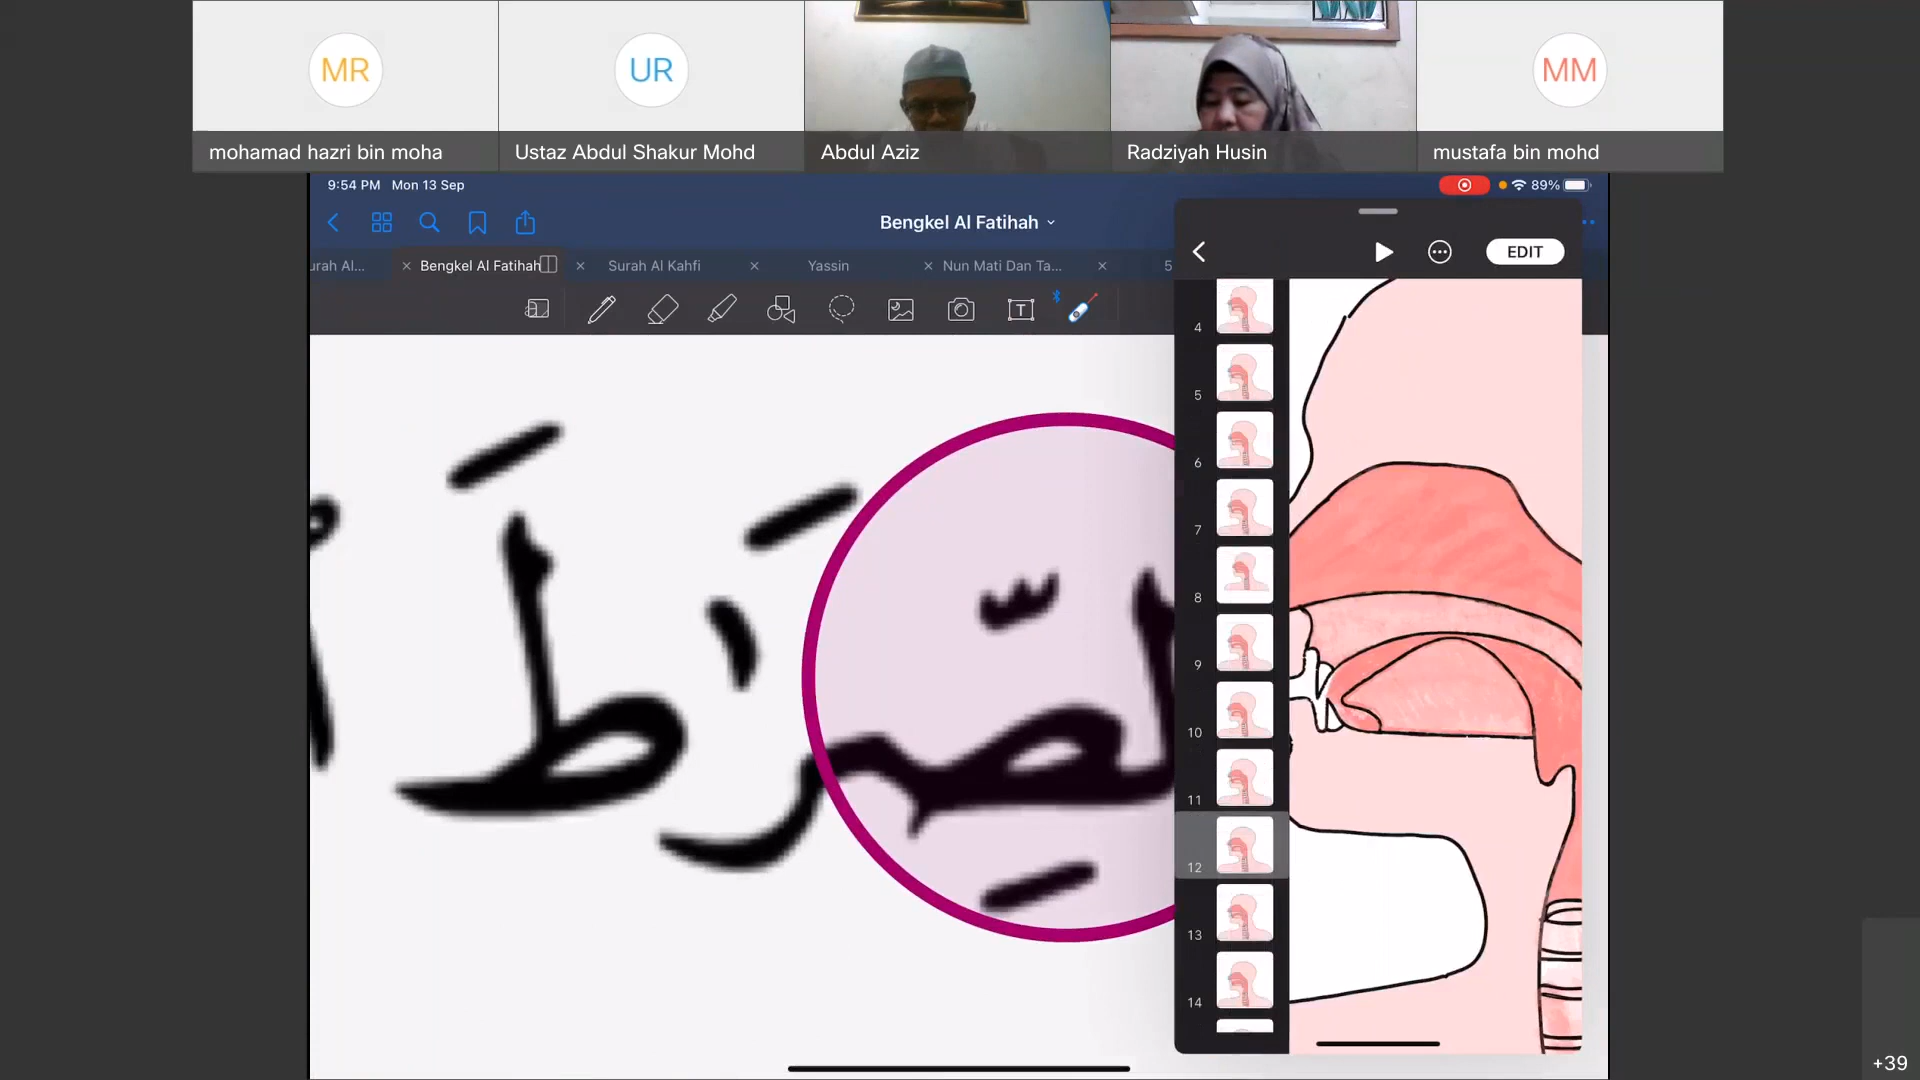 MR
UR
MM
mohamad hazri bin moha
Ustaz Abdul Shakur Mohd
Abdul Aziz
Radziyah Husin
mustafa bin mohd
9:54 PM Mon 13 Sep
89%
Bengkel Al Fatihah
urah Al...
Bengkel Al Fatihah
Surah Al Kahfi
Yassin
Nun Mati Dan Ta...
5
T
EDIT
4
5
6
7
8
9
10
11
12
13
14
لصِّرَٰطَ
+39